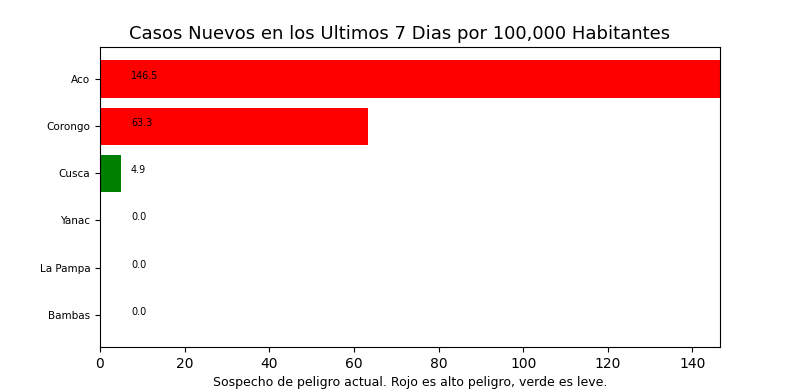 Casos Nuevos en los Ultimos 7 Dias por 100,000 Habitantes
Aco 146.5
Corongo 63.3
Cusca 4.9
Yanac 0.0
La Pampa 0.0
Bambas 0.0
0 20 40 60 80 100 120 140
Sospecho de peligro actual. Rojo es alto peligro, verde es leve.